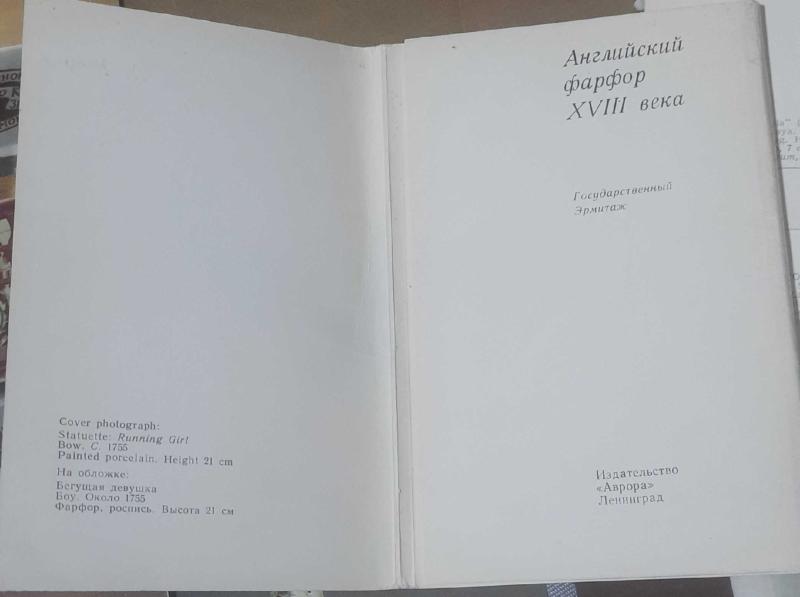 Cover photograph:
Statuette: Running Girl
Bow. C. 1755
Painted porcelain. Height 21 cm
На обложке:
Бегущая девушка
Боу. Около 1755
Фарфор, роспись. Высота 21 см
Английский
фарфор
XVIII века
Государственный
Эрмитаж
Издательство
«Аврора»
Ленинград